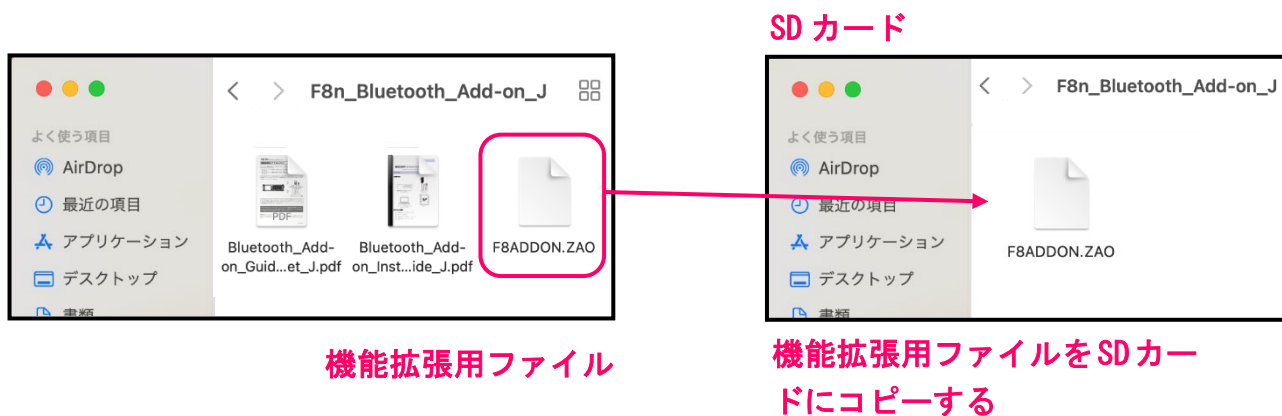 SD カード
F8n_Bluetooth_Add-on_J
よく使う項目
AirDrop
最近の項目
アプリケーション
デスクトップ
書類
PDF
Bluetooth_Add-
on_Guid...et_J.pdf
Bluetooth_Add-
on_Inst...ide_J.pdf
F8ADDON.ZAO
機能拡張用ファイル
F8n_Bluetooth_Add-on_J
よく使う項目
AirDrop
最近の項目
アプリケーション
デスクトップ
書類
F8ADDON.ZAO
機能拡張用ファイルをSDカー
ドにコピーする